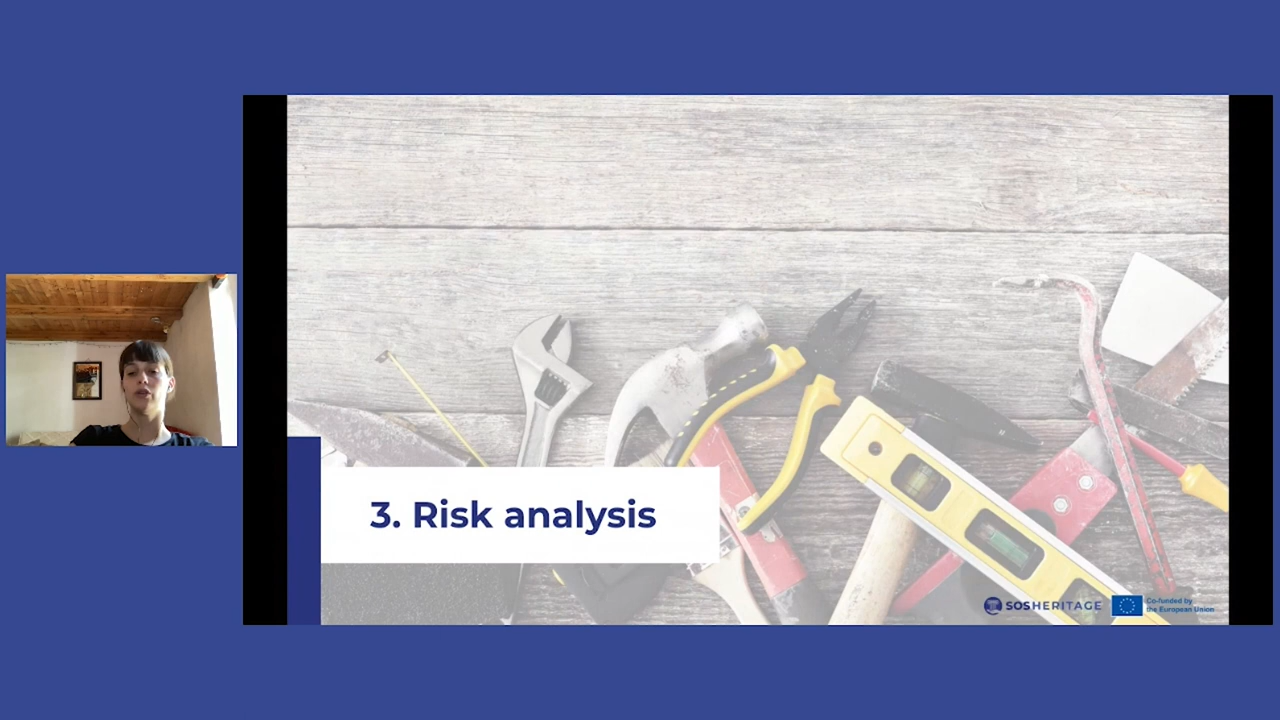 3. Risk analysis
SOSHERITAGE
Co-funded by
the European Union